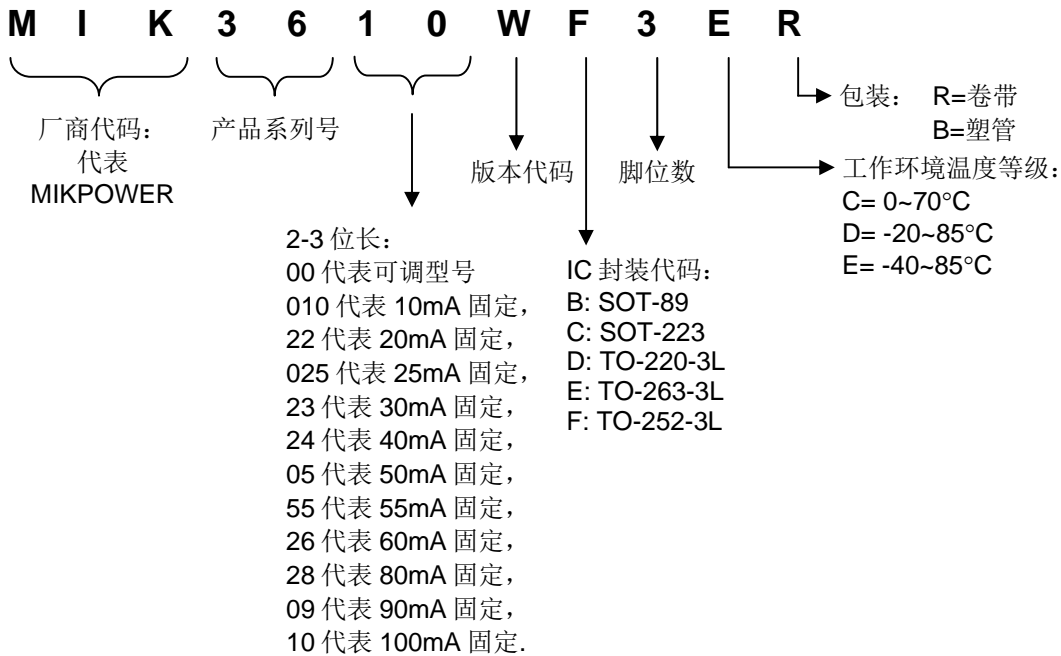 M I K 3 6 1 0 W F 3 E R
厂商代码：
代表
MIKPOWER
产品系列号
2-3 位长：
00 代表可调型号
010 代表 10mA 固定，
22 代表 20mA 固定，
025 代表 25mA 固定，
23 代表 30mA 固定，
24 代表 40mA 固定，
05 代表 50mA 固定，
55 代表 55mA 固定，
26 代表 60mA 固定，
28 代表 80mA 固定，
09 代表 90mA 固定，
10 代表 100mA 固定.
版本代码
IC 封装代码：
B: SOT-89
C: SOT-223
D: TO-220-3L
E: TO-263-3L
F: TO-252-3L
脚位数
包装： R=卷带
B=塑管
工作环境温度等级：
C= 0~70°C
D= -20~85°C
E= -40~85°C